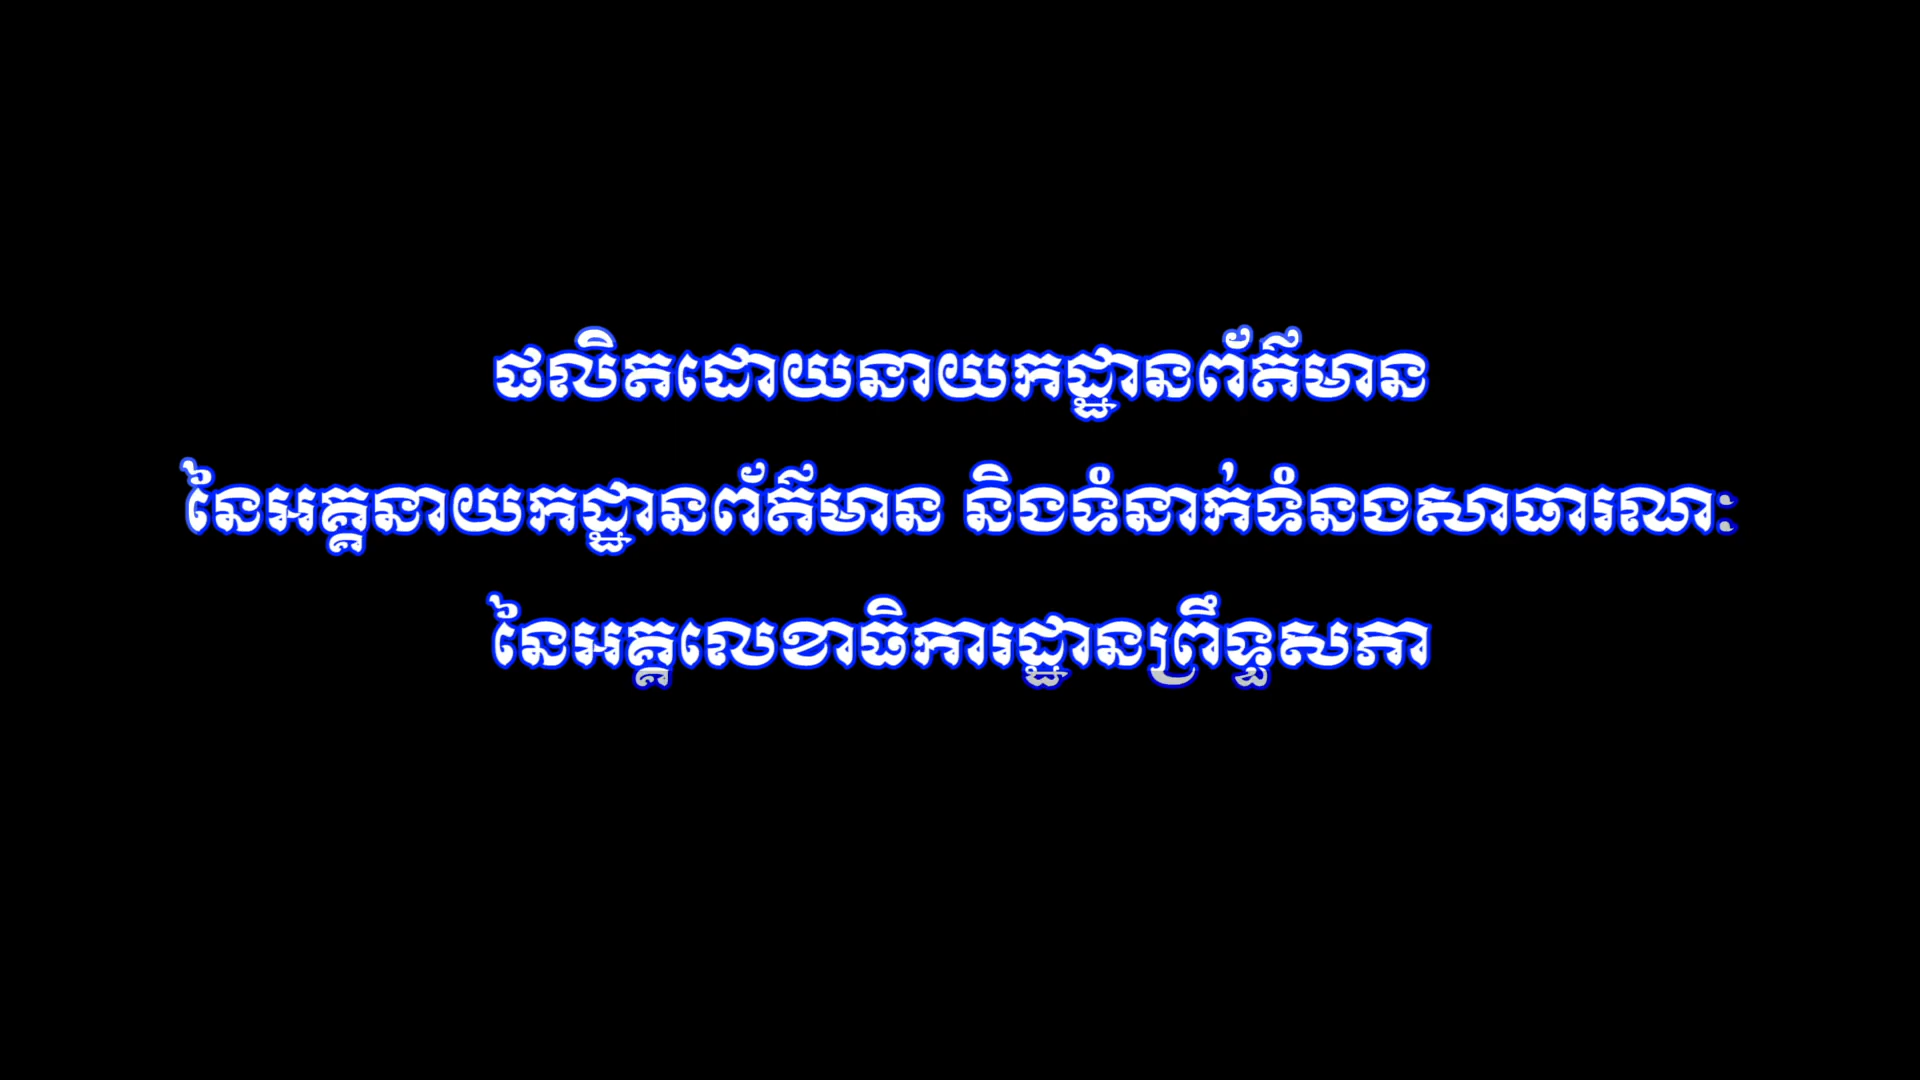 ផលិតដោយនាយកដ្ឋានព័ត៌មាន
នៃអគ្គនាយកដ្ឋានព័ត៌មាន និងទំនាក់ទំនងសាធារណៈ
នៃអគ្គលេខាធិការដ្ឋានព្រឹទ្ធសភា